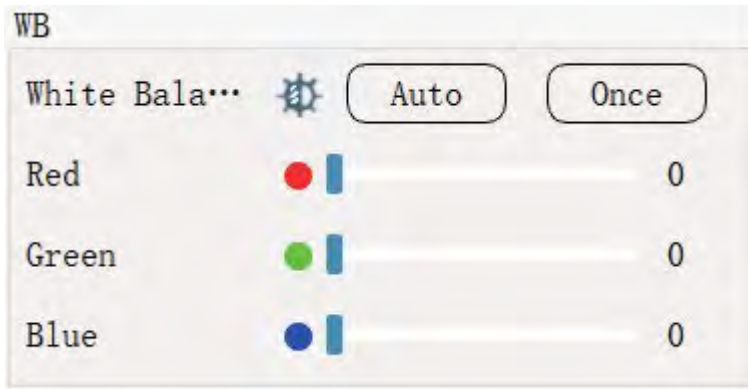 WB
White Bala… Auto Once
Red 0
Green 0
Blue 0